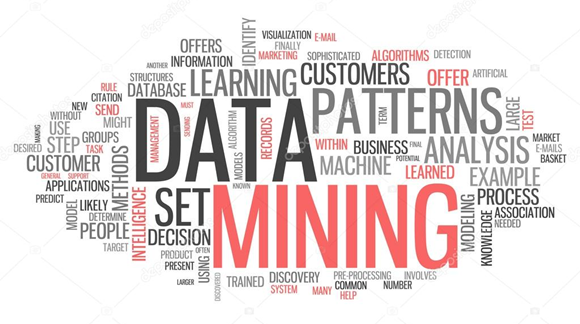 OFFERS
IDENTIFY
VISUALIZATION
E-MAIL
FINALLY
MARKETING
SOPHISTICATED
ALGORITHMS
DETECTION
ANOTHER
INFORMATION
STRUCTURES
DATABASE
LEARNING
CUSTOMERS
OFFER
ARTIFICIAL
RULE
CITATION
NEW
SEND
MUST
DATA
PATTERNS
TERM
LARGE
TEST
WITHOUT
MIGHT
USE
GROUPS
MANAGEMENT
SENDING
ALGORITHM
MODELS
RECORDS
WITHIN
BUSINESS
FINAL
MARKET
E-MAILS
BASKET
MAKING
DESIRED
STEP
TASK
CUSTOMER
METHODS
MACHINE
POTENTIAL
ANALYSIS
GENERAL
SUPPORT
APPLICATIONS
KNOWN
LEARNED
EXAMPLE
PREDICT
MODEL
LIKELY
INTELLIGENCE
SET
MINING
MODELING
PROCESS
KNOWLEDGE
ASSOCIATION
NEEDED
DETERMINE
PEOPLE
TARGET
DECISION
PRODUCT
OFTEN
PRESENT
USING
LARGER
DISCOVERED
TRAINED
DISCOVERY
PRE-PROCESSING
INVOLVES
SYSTEM
MANY
COMMON
NUMBER
HELP